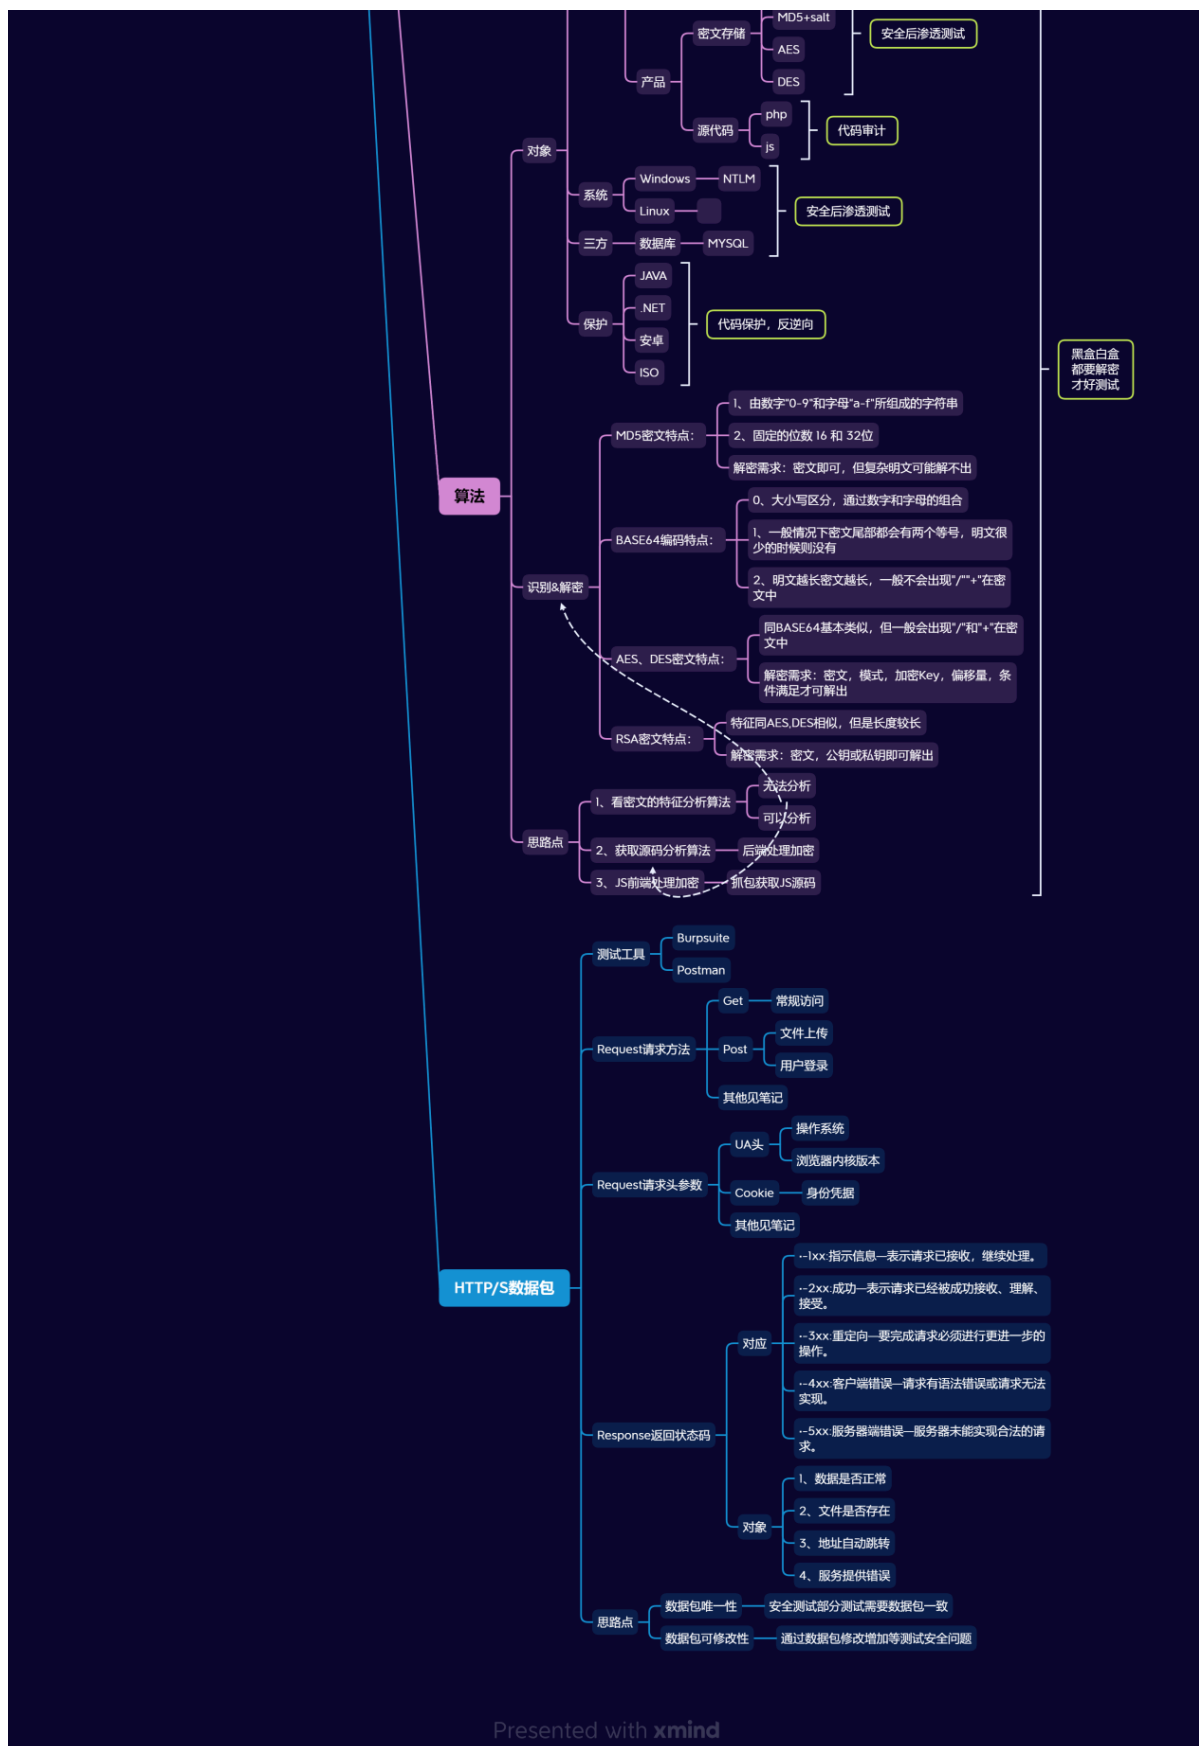 MD5+salt
密文存储
AES
安全后渗透测试
DES
产品
php
源代码
js
代码审计
对象
Windows
NTLM
系统
Linux
安全后渗透测试
三方
数据库
MYSQL
JAVA
.NET
保护
安卓
ISO
代码保护，反逆向
黑盒白盒
都要解密
才好测试
算法
MD5密文特点：
1、由数字"0-9"和字母"a-f"所组成的字符串
2、固定的位数 16 和 32位
解密需求：密文即可，但复杂明文可能解不出
BASE64编码特点：
0、大小写区分，通过数字和字母的组合
1、一般情况下密文尾部都会有两个等号，明文很
少的时候则没有
2、明文越长密文越长，一般不会出现"/""+"在密
文中
识别&解密
AES、DES密文特点：
同BASE64基本类似，但一般会出现"/"和"+"在密
文中
解密需求：密文，模式，加密Key，偏移量，条
件满足才可解出
RSA密文特点：
特征同AES,DES相似，但是长度较长
解密需求：密文，公钥或私钥即可解出
思路点
1、看密文的特征分析算法
无法分析
可以分析
2、获取源码分析算法
后端处理加密
3、JS前端处理加密
抓包获取JS源码
HTTP/S数据包
测试工具
Burpsuite
Postman
Request请求方法
Get
常规访问
Post
文件上传
用户登录
其他见笔记
Request请求头参数
UA头
操作系统
浏览器内核版本
Cookie
身份凭据
其他见笔记
Response返回状态码
对应
·-1xx:指示信息—表示请求已接收，继续处理。
·-2xx:成功—表示请求已经被成功接收、理解、
接受。
·-3xx:重定向—要完成请求必须进行更进一步的
操作。
·-4xx:客户端错误—请求有语法错误或请求无法
实现。
·-5xx:服务器端错误—服务器未能实现合法的请
求。
对象
1、数据是否正常
2、文件是否存在
3、地址自动跳转
4、服务提供错误
思路点
数据包唯一性
安全测试部分测试需要数据包一致
数据包可修改性
通过数据包修改增加等测试安全问题
Presented with xmind